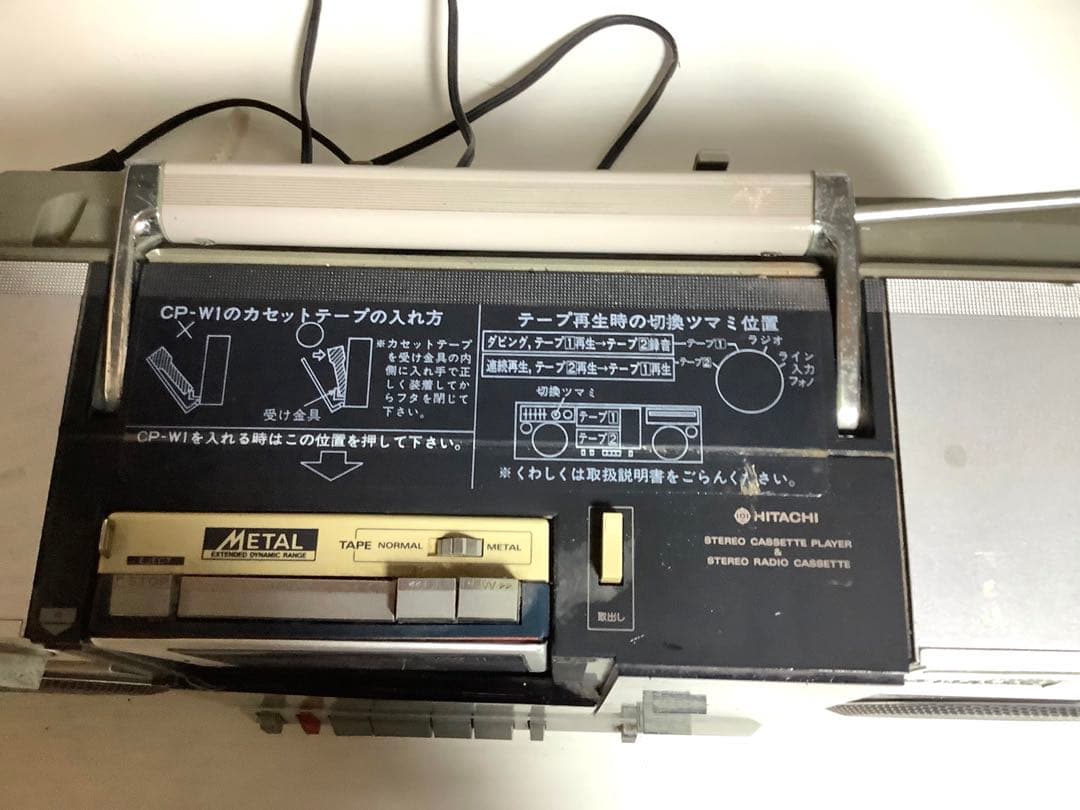 CP-W1のカセットテープの入れ方
※カセットテープ
を受け金具の内
側に入れ手で正
しく装着してか
らフタを閉じて
下さい。
受け金具
CP-W1を入れる時はこの位置を押して下さい。
テープ再生時の切換ツマミ位置
ダビング,テープ1再生→テープ2録音
連続再生,テープ2再生→テープ1再生
テープ1
テープ2
ラジオ
ライン
入力
フォノ
切換ツマミ
テープ1
テープ2
※くわしくは取扱説明書をごらんください。
METAL
EXTENDED DYNAMIC RANGE
TAPE NORMAL METAL
EJECT
STOP
取出し
HITACHI
STEREO CASSETTE PLAYER
&
STEREO RADIO CASSETTE